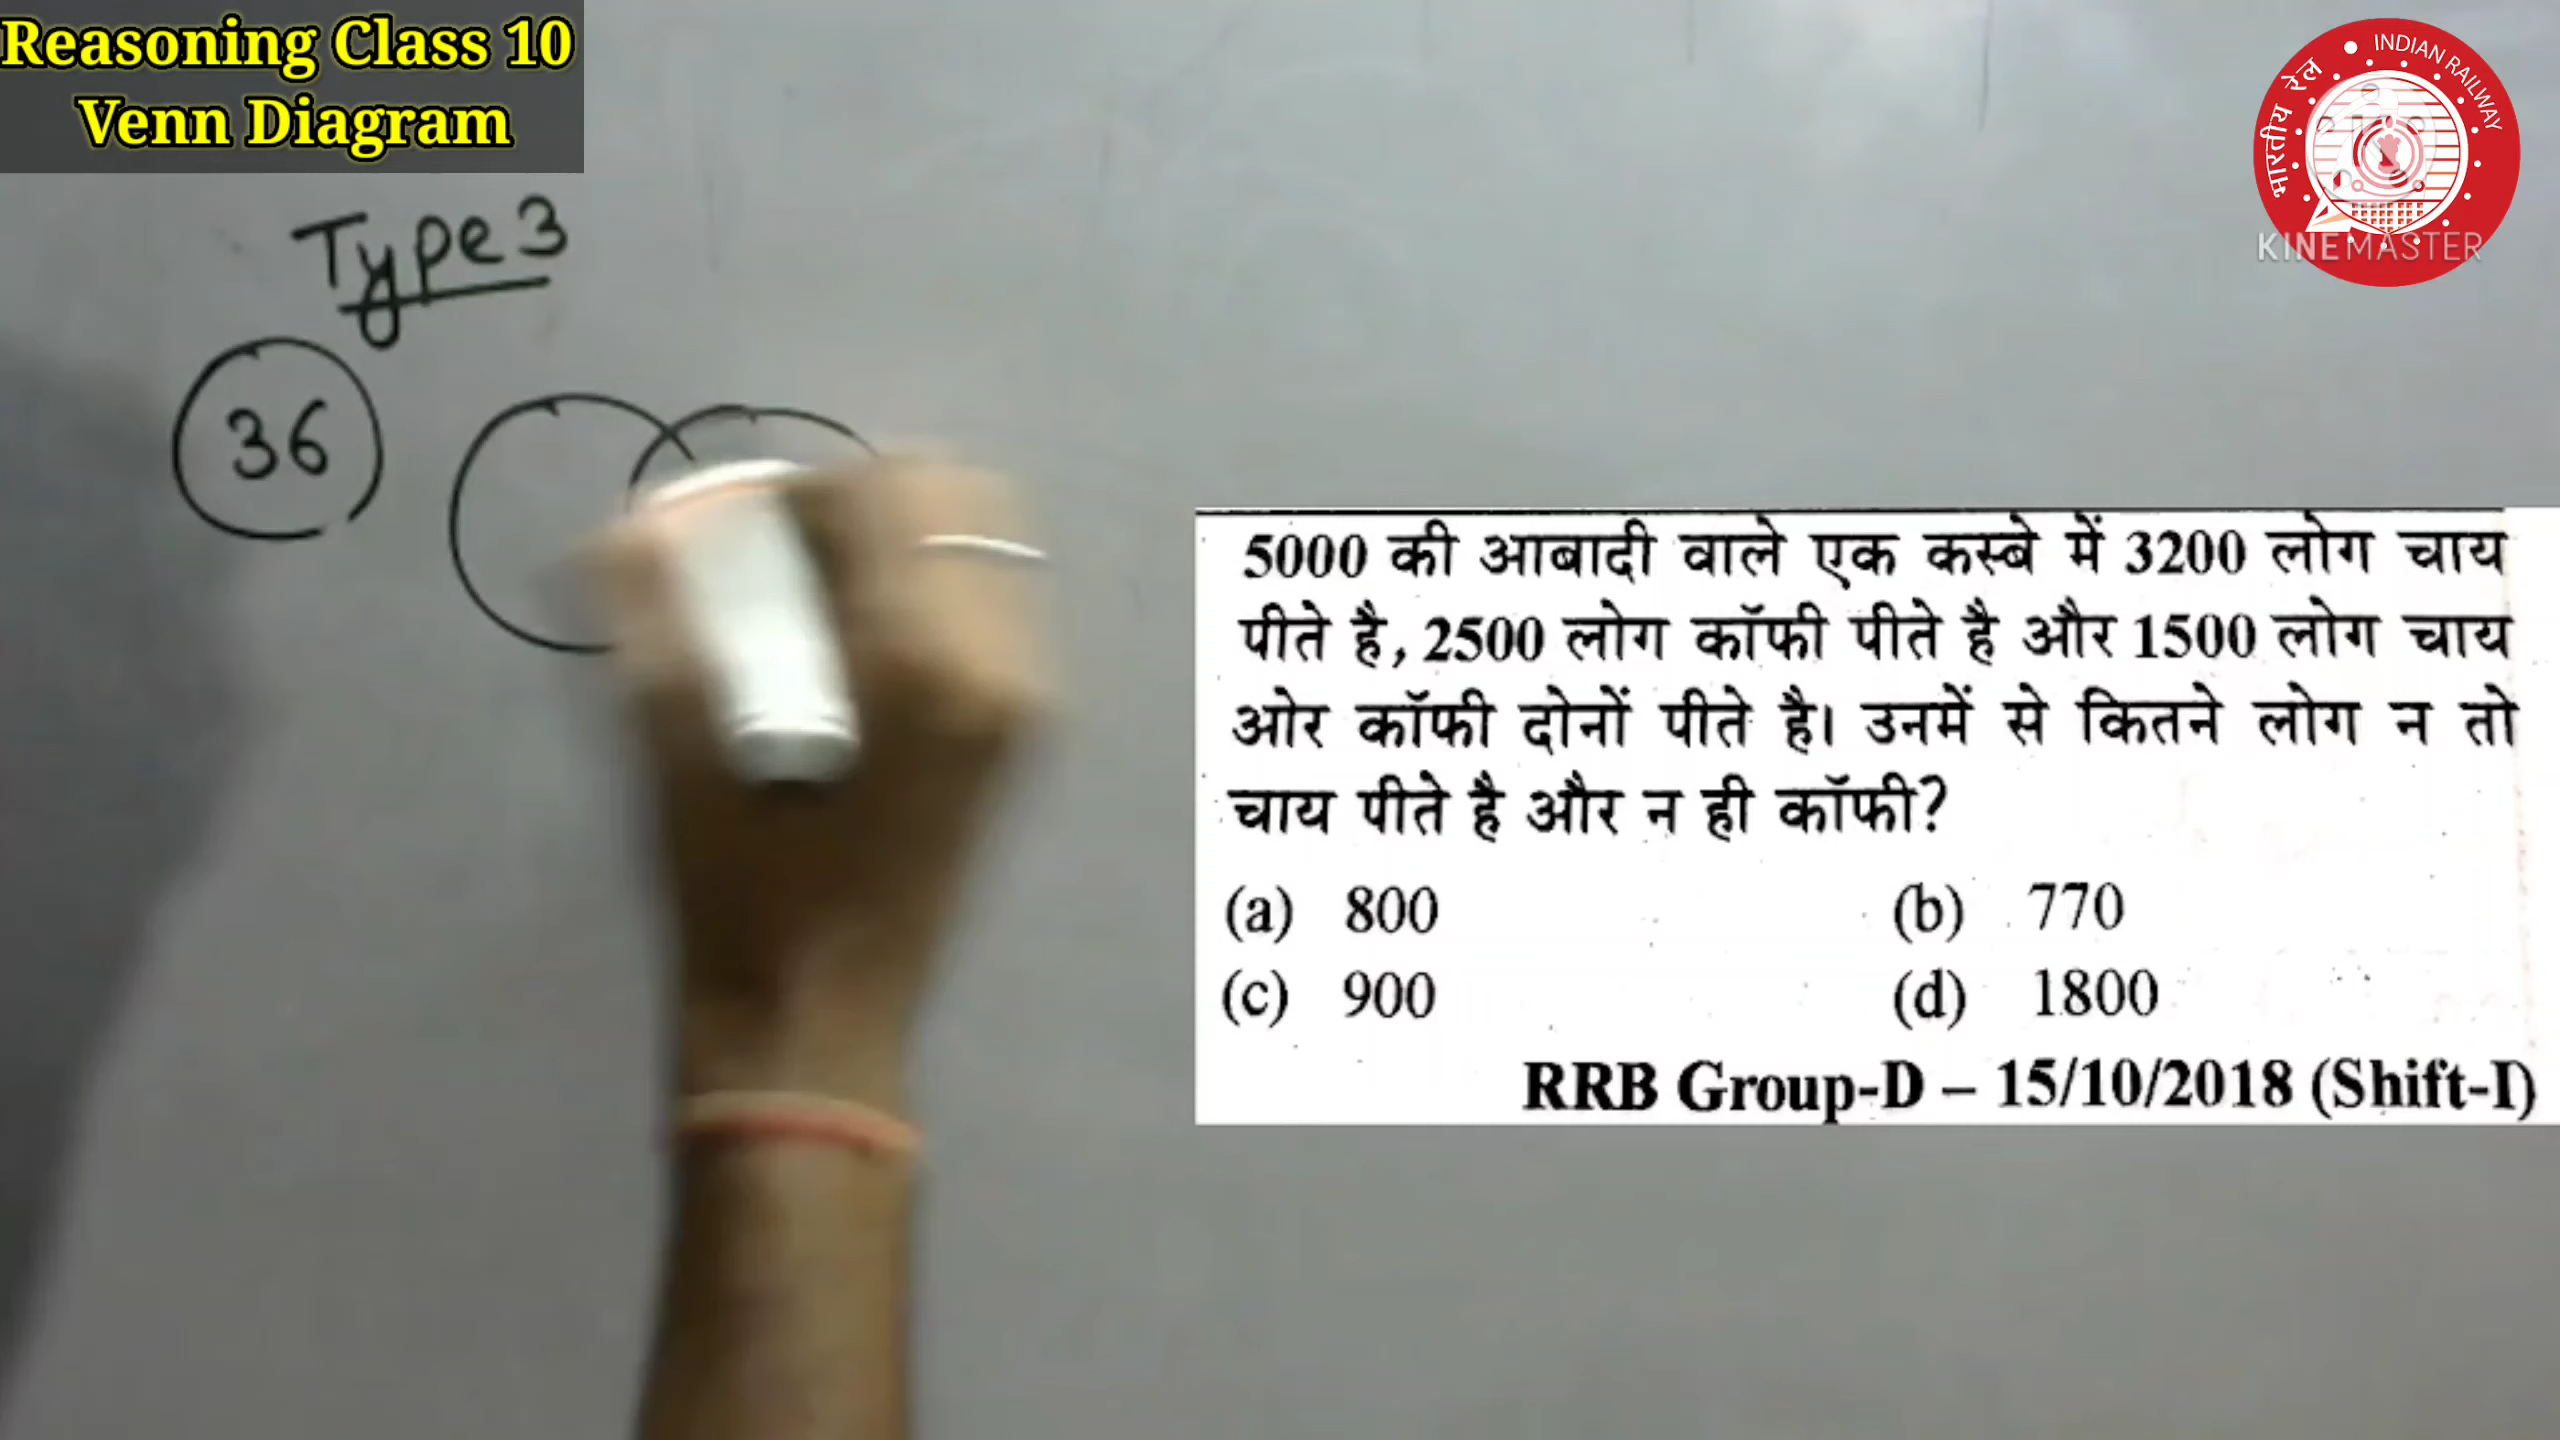 Reasoning Class 10
Venn Diagram
भारतीय रेल INDIAN RAILWAY
KINEMASTER
Type 3
36
5000 की आबादी वाले एक कस्बे में 3200 लोग चाय
पीते है, 2500 लोग कॉफी पीते है और 1500 लोग चाय
ओर कॉफी दोनों पीते है। उनमें से कितने लोग न तो
चाय पीते है और न ही कॉफी?
(a) 800 (b) 770
(c) 900 (d) 1800
RRB Group-D – 15/10/2018 (Shift-I)